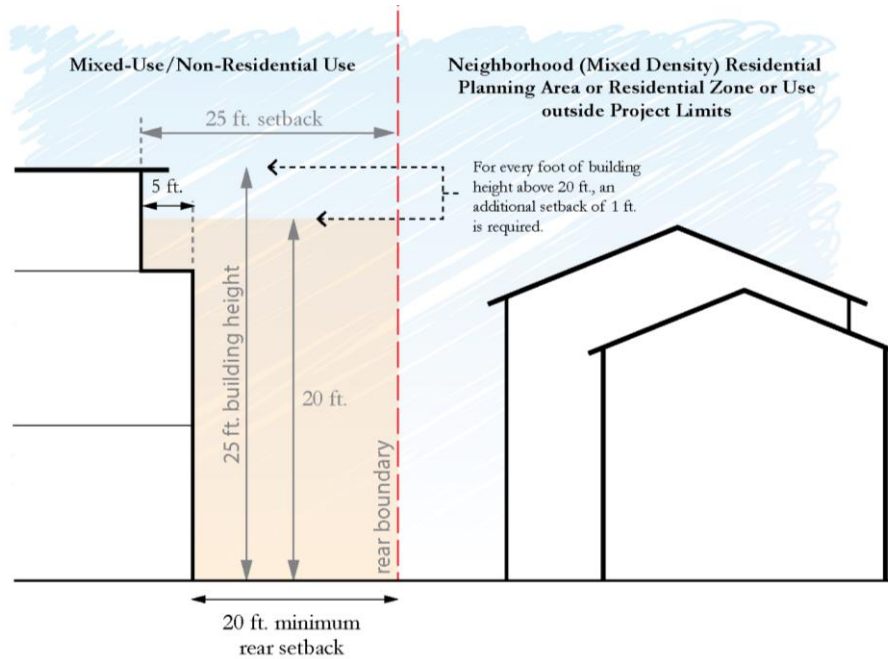 Mixed-Use/Non-Residential Use
Neighborhood (Mixed Density) Residential
Planning Area or Residential Zone or Use
outside Project Limits
25 ft. setback
5 ft.
For every foot of building
height above 20 ft., an
additional setback of 1 ft.
is required.
25 ft. building height
20 ft.
rear boundary
20 ft. minimum
rear setback